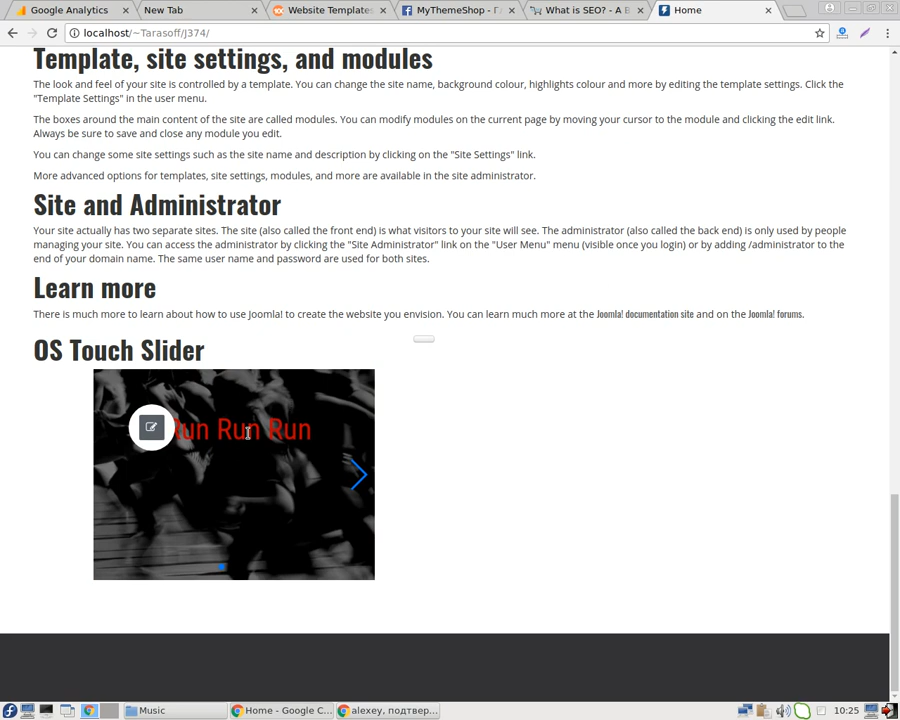 Google Analytics
New Tab
Website Templates
MyThemeShop - Г
What is SEO? - A B
Home
localhost/~Tarasoff/J374/
Template, site settings, and modules
The look and feel of your site is controlled by a template. You can change the site name, background colour, highlights colour and more by editing the template settings. Click the
"Template Settings" in the user menu.
The boxes around the main content of the site are called modules. You can modify modules on the current page by moving your cursor to the module and clicking the edit link.
Always be sure to save and close any module you edit.
You can change some site settings such as the site name and description by clicking on the "Site Settings" link.
More advanced options for templates, site settings, modules, and more are available in the site administrator.
Site and Administrator
Your site actually has two separate sites. The site (also called the front end) is what visitors to your site will see. The administrator (also called the back end) is only used by people
managing your site. You can access the administrator by clicking the "Site Administrator" link on the "User Menu" menu (visible once you login) or by adding /administrator to the
end of your domain name. The same user name and password are used for both sites.
Learn more
There is much more to learn about how to use Joomla! to create the website you envision. You can learn much more at the Joomla! documentation site and on the Joomla! forums.
OS Touch Slider
Run Run Run
Music
Home - Google C...
alexey, подтвер...
10:25